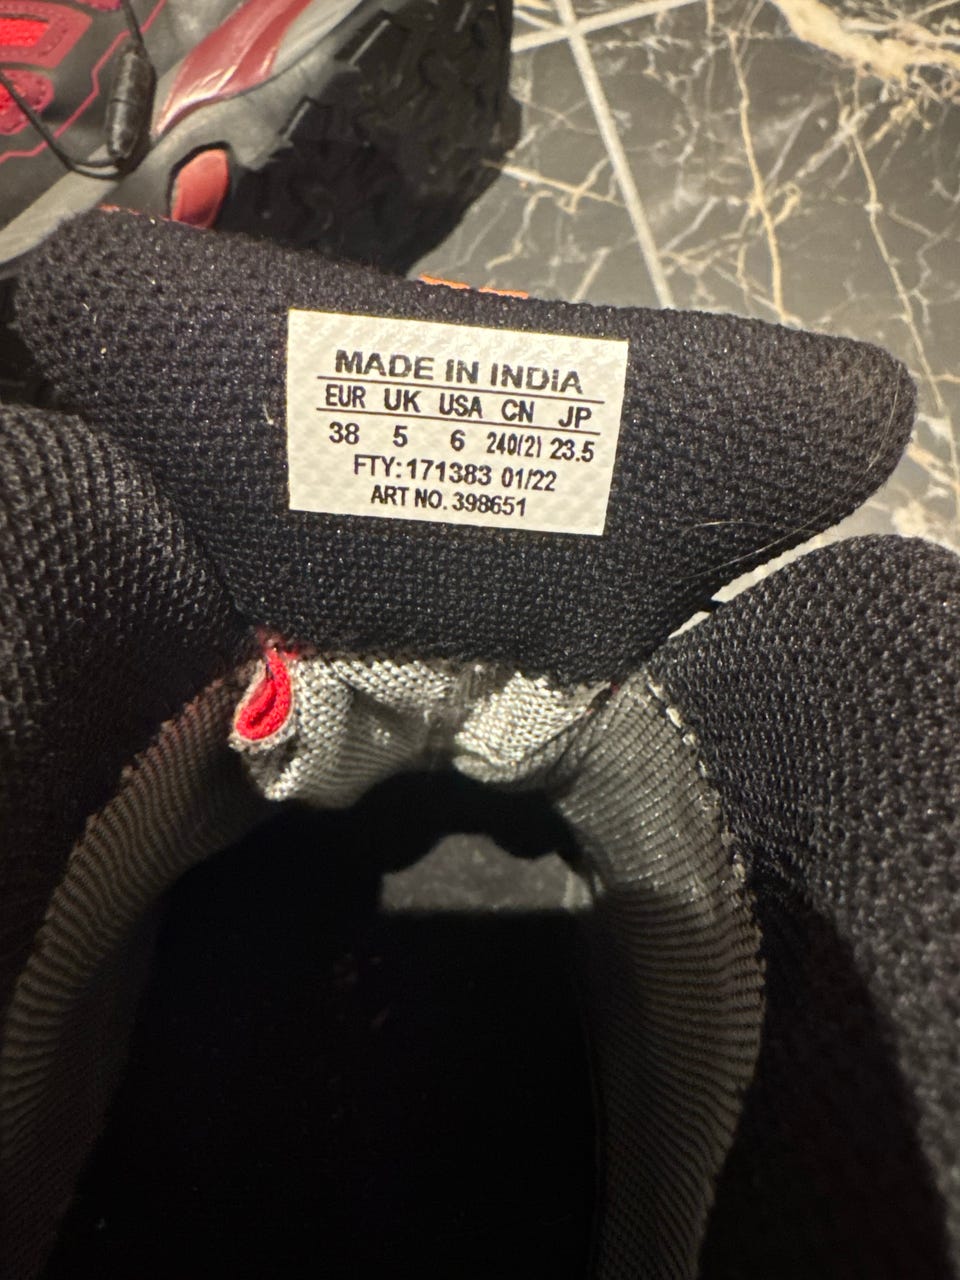 MADE IN INDIA
EUR UK USA CN JP
38 5 6 240(2) 23.5
FTY:171383 01/22
ART NO. 398651